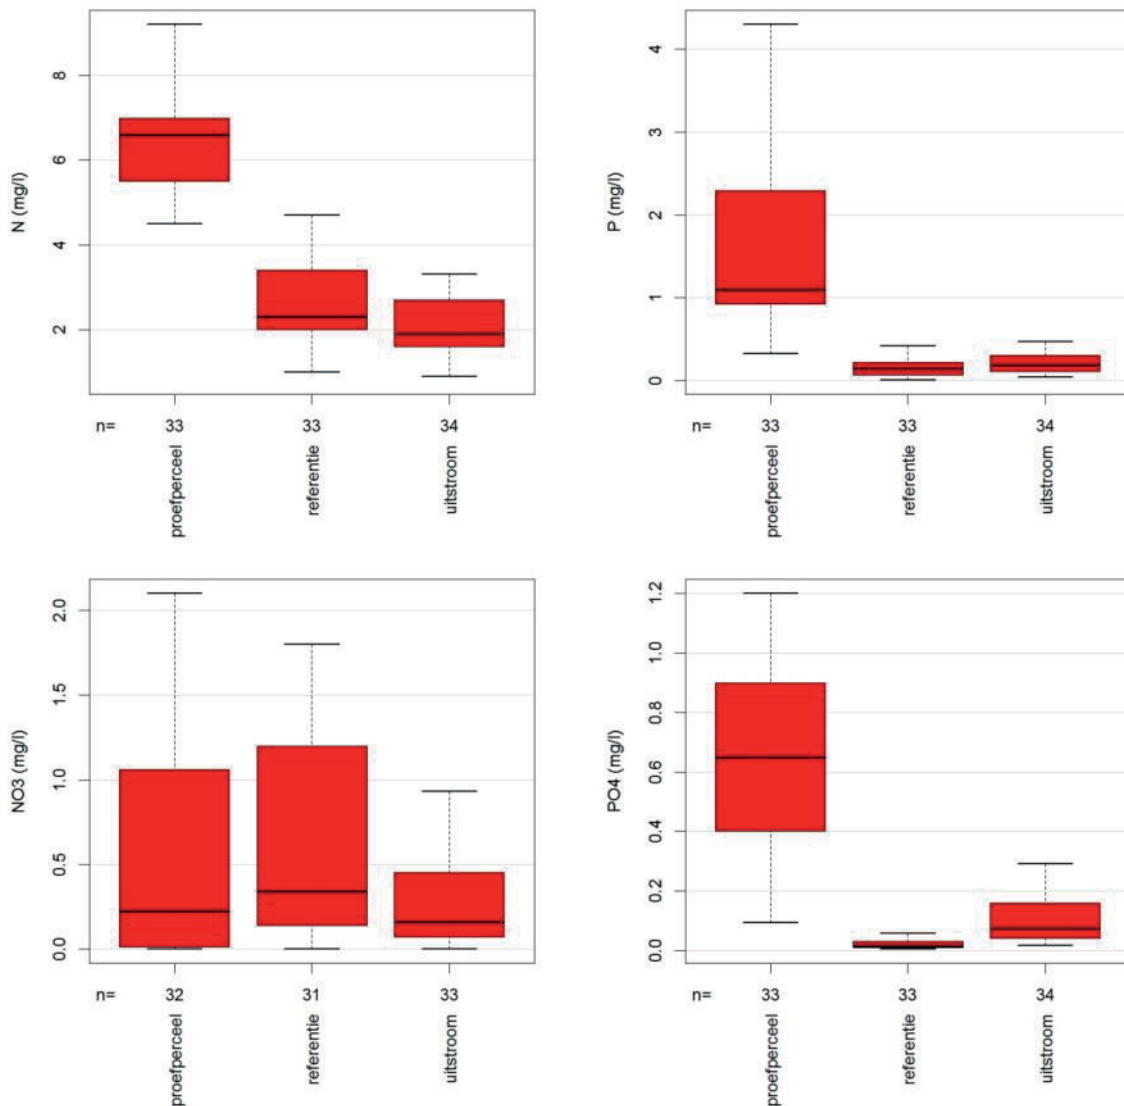 N (mg/l)
8
6
4
2
n= 33 33 34
proefperceel
referentie
uitstroom
P (mg/l)
4
3
2
1
0
n= 33 33 34
proefperceel
referentie
uitstroom
NO3 (mg/l)
2.0
1.5
1.0
0.5
0.0
n= 32 31 33
proefperceel
referentie
uitstroom
PO4 (mg/l)
1.2
1.0
0.8
0.6
0.4
0.2
0.0
n= 33 33 34
proefperceel
referentie
uitstroom